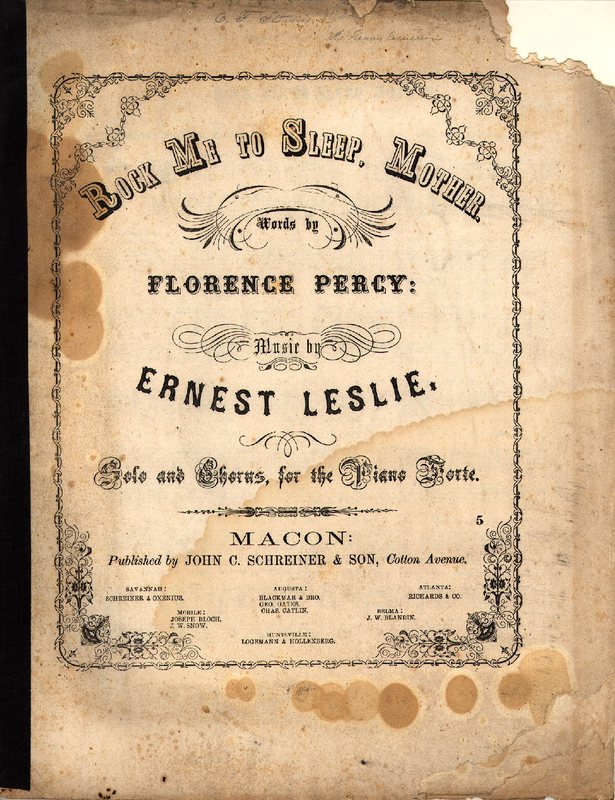 ROCK ME TO SLEEP, MOTHER.
Words by
FLORENCE PERCY:
Music by
ERNEST LESLIE.
Solo and Chorus, for the Piano Forte.
5
MACON:
Published by JOHN C. SCHREINER & SON, Cotton Avenue.
SAVANNAH: AUGUSTA: ATLANTA:
SCHREINER & OXENIUS. BLACKMAR & BRO. RICHARDS & CO.
GEO. OATES.
MOBILE: CHAS. CATLIN. SELMA:
JOSEPH BLOCH. J. W. BLANDIN.
J. W. SNOW.
HUNTSVILLE:
LOGEMANN & HOLLENBERG.